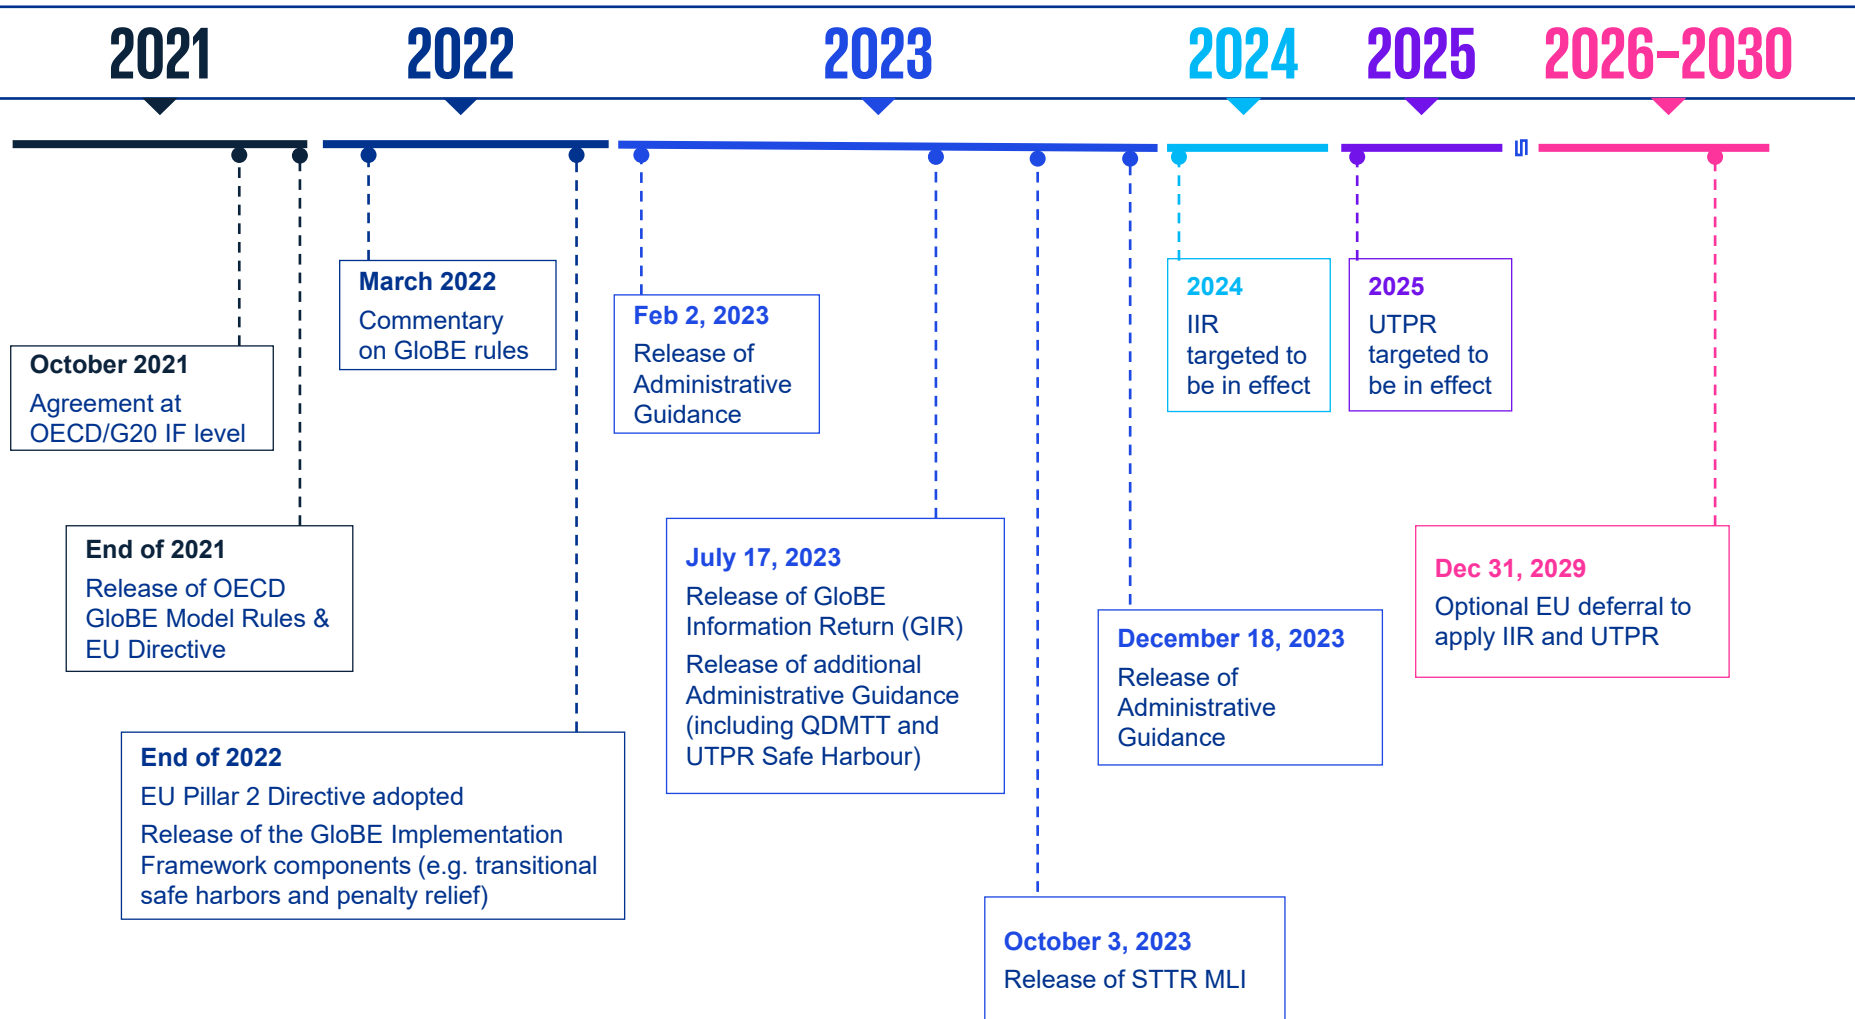 2021
2022
2023
2024
2025
2026–2030
October 2021
Agreement at
OECD/G20 IF level
End of 2021
Release of OECD
GloBE Model Rules &
EU Directive
March 2022
Commentary
on GloBE rules
End of 2022
EU Pillar 2 Directive adopted
Release of the GloBE Implementation
Framework components (e.g. transitional
safe harbors and penalty relief)
Feb 2, 2023
Release of
Administrative
Guidance
July 17, 2023
Release of GloBE
Information Return (GIR)
Release of additional
Administrative Guidance
(including QDMTT and
UTPR Safe Harbour)
October 3, 2023
Release of STTR MLI
December 18, 2023
Release of
Administrative
Guidance
2024
IIR
targeted to
be in effect
2025
UTPR
targeted to
be in effect
Dec 31, 2029
Optional EU deferral to
apply IIR and UTPR